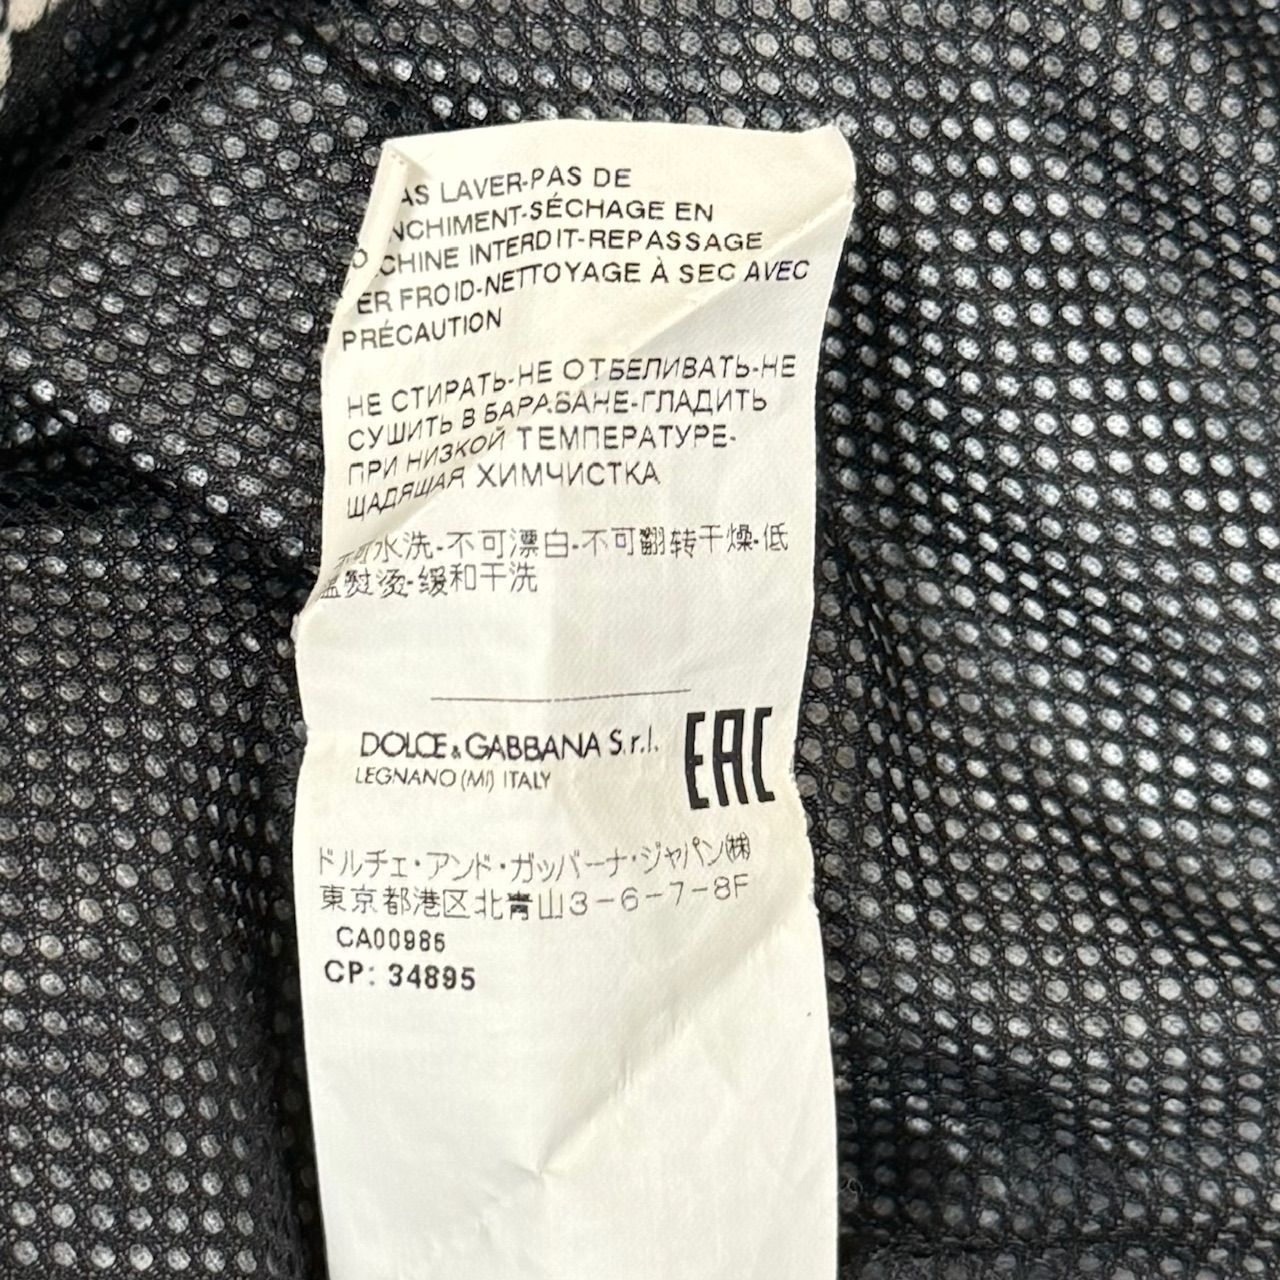 AS LAVER-PAS DE
NCHIMENT-SÉCHAGE EN
CHINE INTERDIT-REPASSAGE
ER FROID-NETTOYAGE À SEC AVEC
PRÉCAUTION
НЕ СТИРАТЬ-НЕ ОТБЕЛИВАТЬ-НЕ
СУШИТЬ В БАРАБАНЕ-ГЛАДИТЬ
ПРИ НИЗКОЙ ТЕМПЕРАТУРЕ-
ЩАДЯЩАЯ ХИМЧИСТКА
不可水洗-不可漂白-不可翻转干燥-低
温熨烫-缓和干洗
DOLCE & GABBANA S.r.l.
LEGNANO (MI) ITALY
EAC
ドルチェ・アンド・ガッバーナ・ジャパン㈱
東京都港区北青山3-6-7-8F
CA00986
CP: 34895